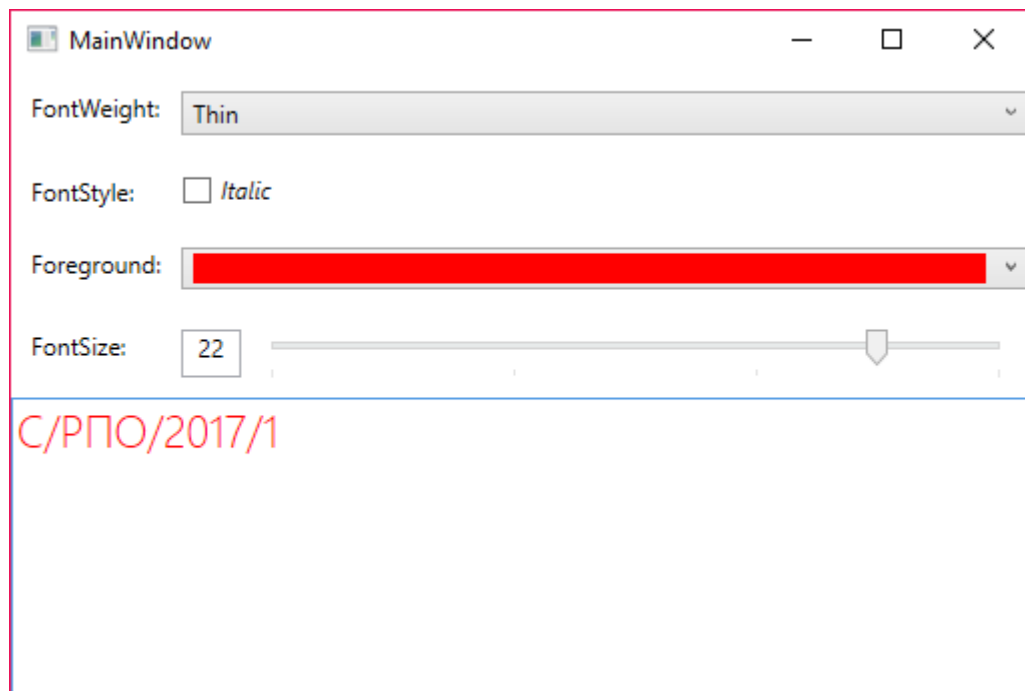 MainWindow
FontWeight: Thin
FontStyle: Italic
Foreground:
FontSize: 22
С/РПО/2017/1